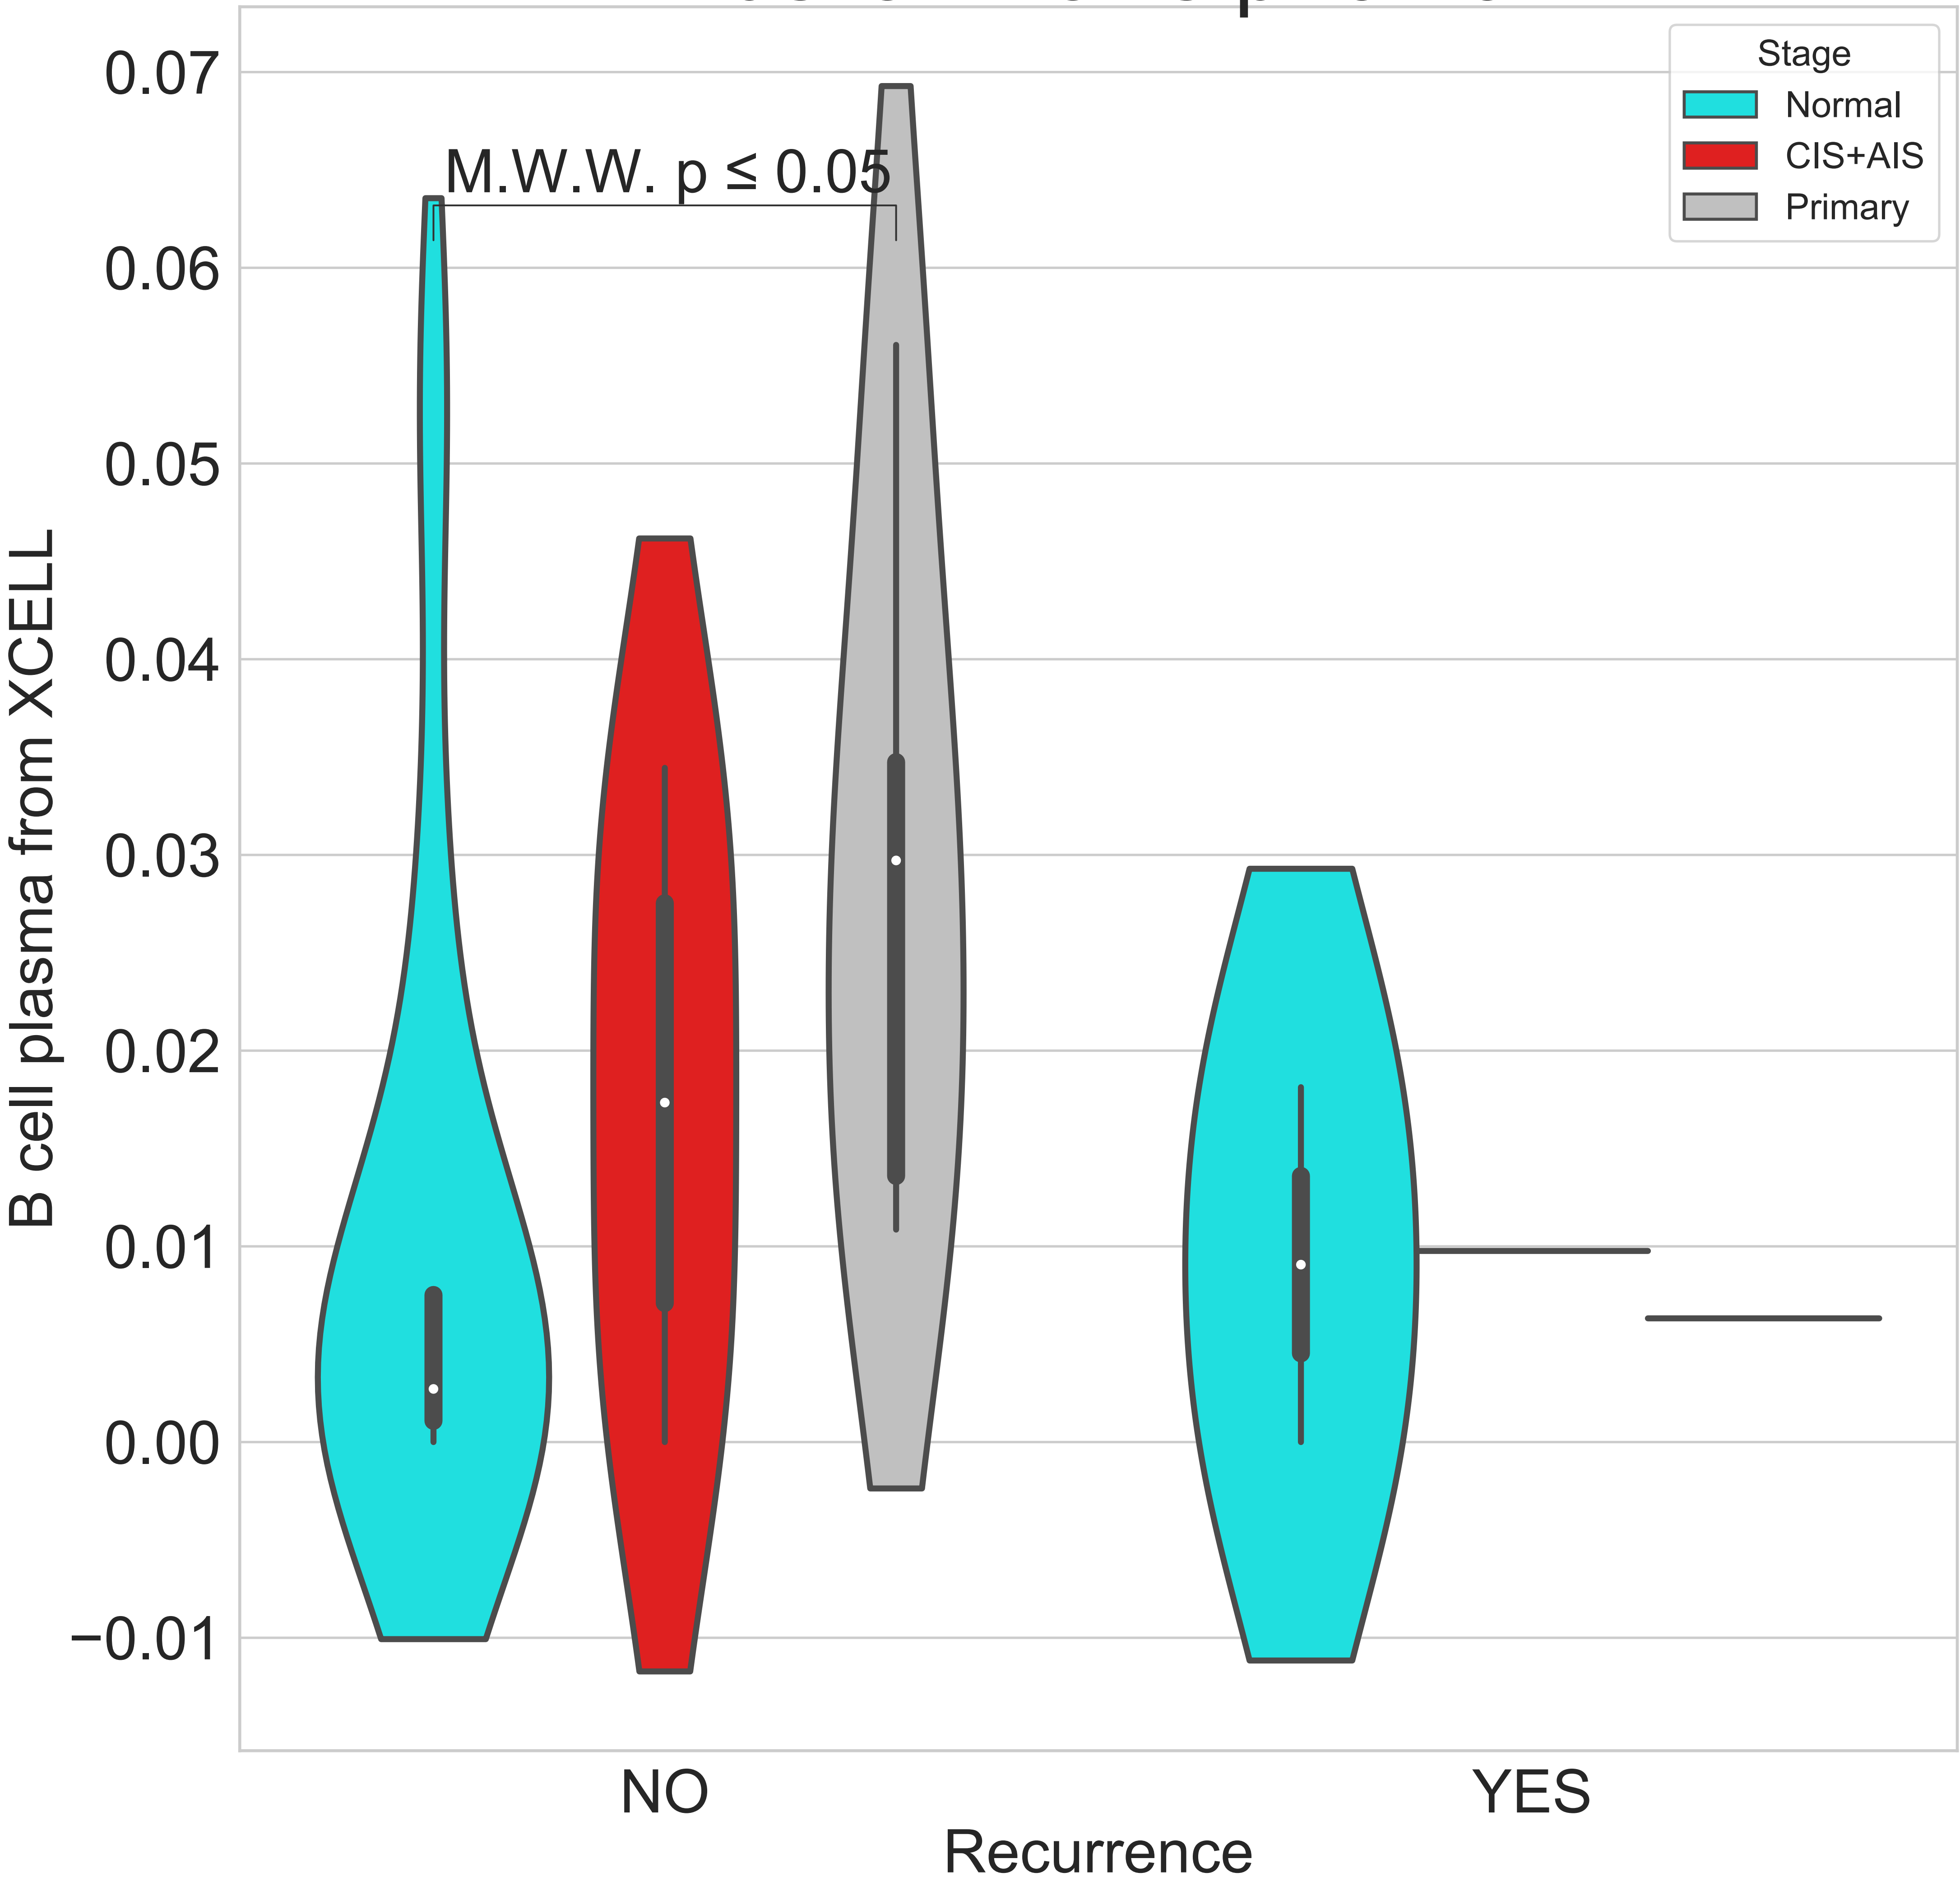 0.07
0.06
0.05
0.04
0.03
0.02
0.01
0.00
−0.01
B cell plasma from XCELL
M.W.W. p ≤ 0.05
Stage
Normal
CIS+AIS
Primary
NO
YES
Recurrence